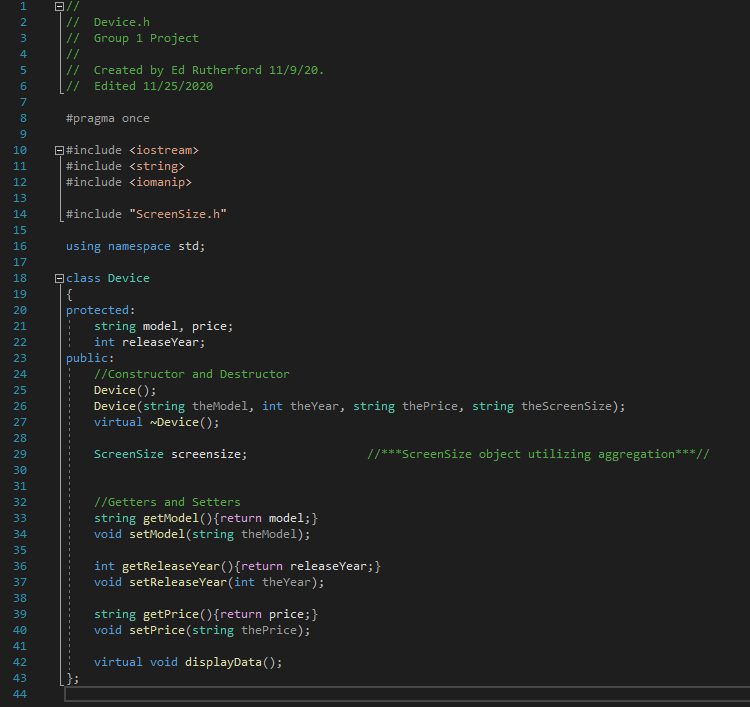 1 //
2 // Device.h
3 // Group 1 Project
4 //
5 // Created by Ed Rutherford 11/9/20.
6 // Edited 11/25/2020
7
8 #pragma once
9
10 #include <iostream>
11 #include <string>
12 #include <iomanip>
13
14 #include "ScreenSize.h"
15
16 using namespace std;
17
18 class Device
19 {
20 protected:
21 string model, price;
22 int releaseYear;
23 public:
24 //Constructor and Destructor
25 Device();
26 Device(string theModel, int theYear, string thePrice, string theScreenSize);
27 virtual ~Device();
28
29 ScreenSize screensize; //***ScreenSize object utilizing aggregation***//
30
31
32 //Getters and Setters
33 string getModel(){return model;}
34 void setModel(string theModel);
35
36 int getReleaseYear(){return releaseYear;}
37 void setReleaseYear(int theYear);
38
39 string getPrice(){return price;}
40 void setPrice(string thePrice);
41
42 virtual void displayData();
43 };
44